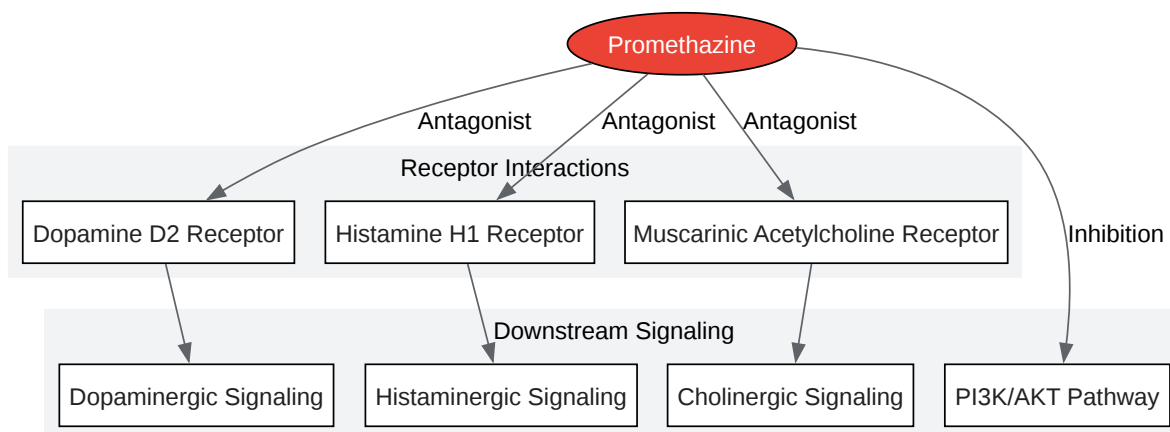 Promethazine
Antagonist
Antagonist
Antagonist
Receptor Interactions
Dopamine D2 Receptor
Histamine H1 Receptor
Muscarinic Acetylcholine Receptor
Inhibition
Downstream Signaling
Dopaminergic Signaling
Histaminergic Signaling
Cholinergic Signaling
PI3K/AKT Pathway